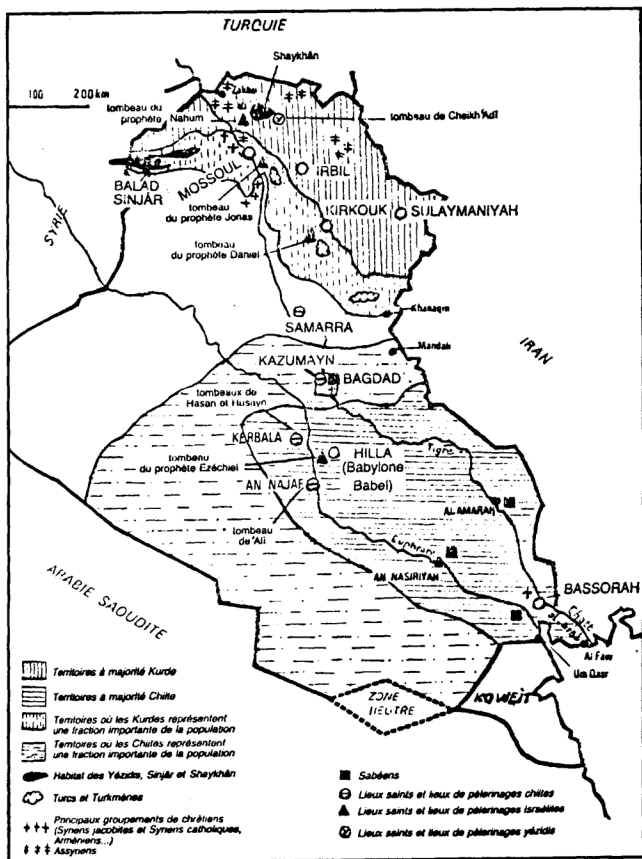 TURQUIE
Shaykhân
100 200 km
Zakho
tombeau du
prophète Nahum
tombeau de Cheikh 'Adî
MOSSOUL
IRBIL
BALAD
SINJÂR
KIRKOUK
SULAYMANIYAH
tombeau
du prophète Jonas
SYRIE
tombeau
du prophète Daniel
Khanaqin
SAMARRA
Mandali
IRAN
KAZUMAYN
BAGDAD
tombeaux de
Hasan et Husayn
KERBALA
Tigre
tombeau
du prophète Ezéchiel
HILLA
(Babylone
Babel)
AN NAJAF
AL AMARAH
tombeau
de 'Ali
Euphrate
AN NASIRIYAH
BASSORAH
ARABIE SAOUDITE
Chatt
al-Arab
Al Faw
Um Qasr
ZONE
NEUTRE
KOWEIT
Territoires à majorité Kurde
Territoires à majorité Chiite
Territoires où les Kurdes représentent
une fraction importante de la population
Territoires où les Chiites représentent
une fraction importante de la population
Habitat des Yézidis, Sinjâr et Shaykhân
Turcs et Turkmènes
Principaux groupements de chrétiens
(Syriens jacobites et Syriens catholiques,
Arméniens...)
Assyriens
Sabéens
Lieux saints et lieux de pèlerinages chiites
Lieux saints et lieux de pèlerinages israélites
Lieux saints et lieux de pèlerinages yézidis